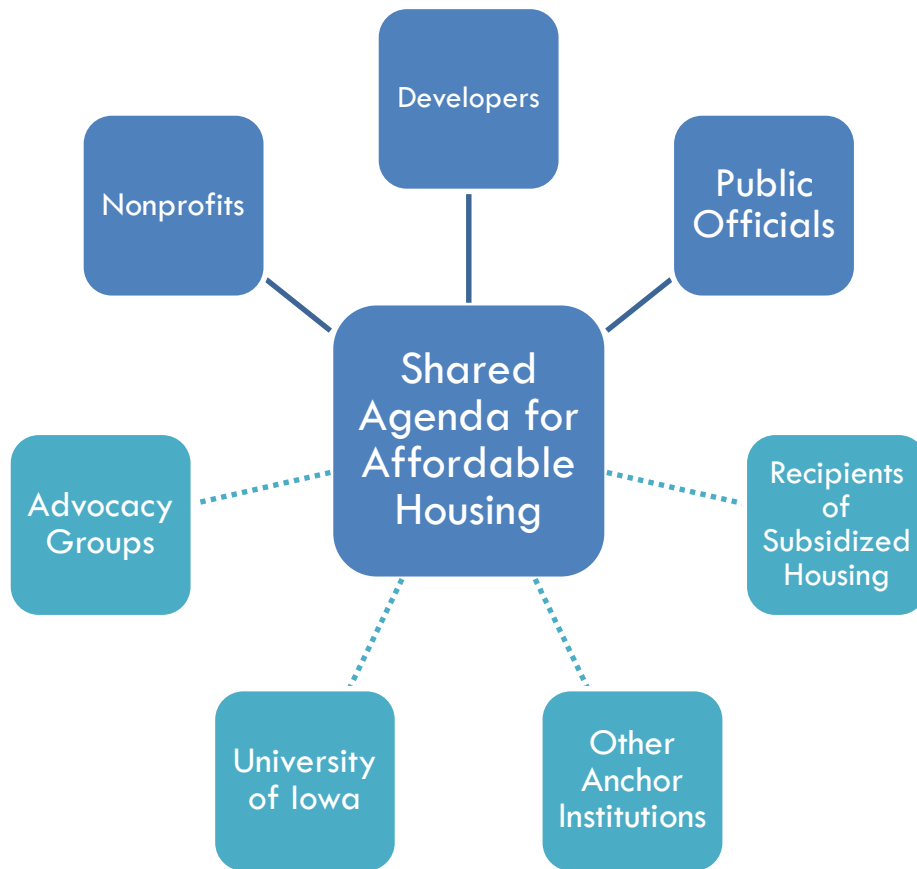 Developers
Nonprofits
Public
Officials
Shared
Agenda for
Affordable
Housing
Advocacy
Groups
Recipients
of
Subsidized
Housing
University
of Iowa
Other
Anchor
Institutions